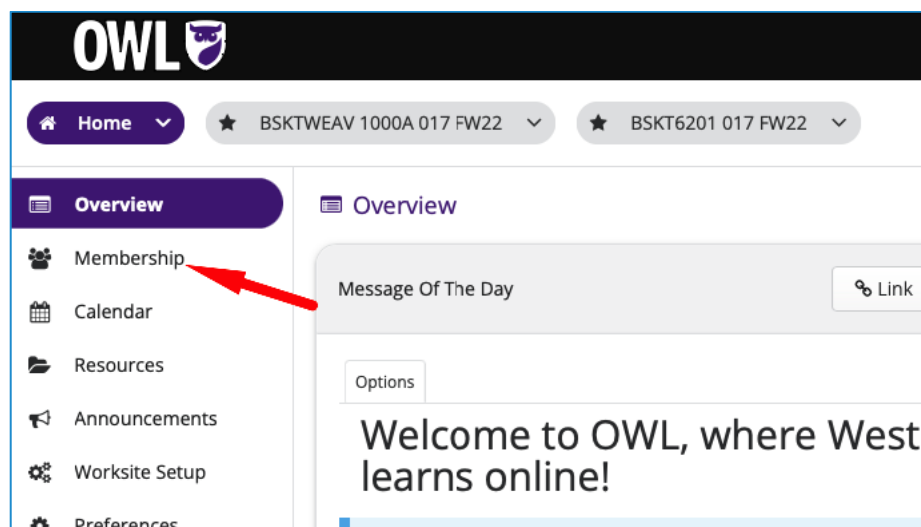 OWL
Home
BSKTWEAV 1000A 017 FW22
BSKT6201 017 FW22
Overview
Membership
Calendar
Resources
Announcements
Worksite Setup
Preferences
Overview
Message Of The Day
Link
Options
Welcome to OWL, where West
learns online!